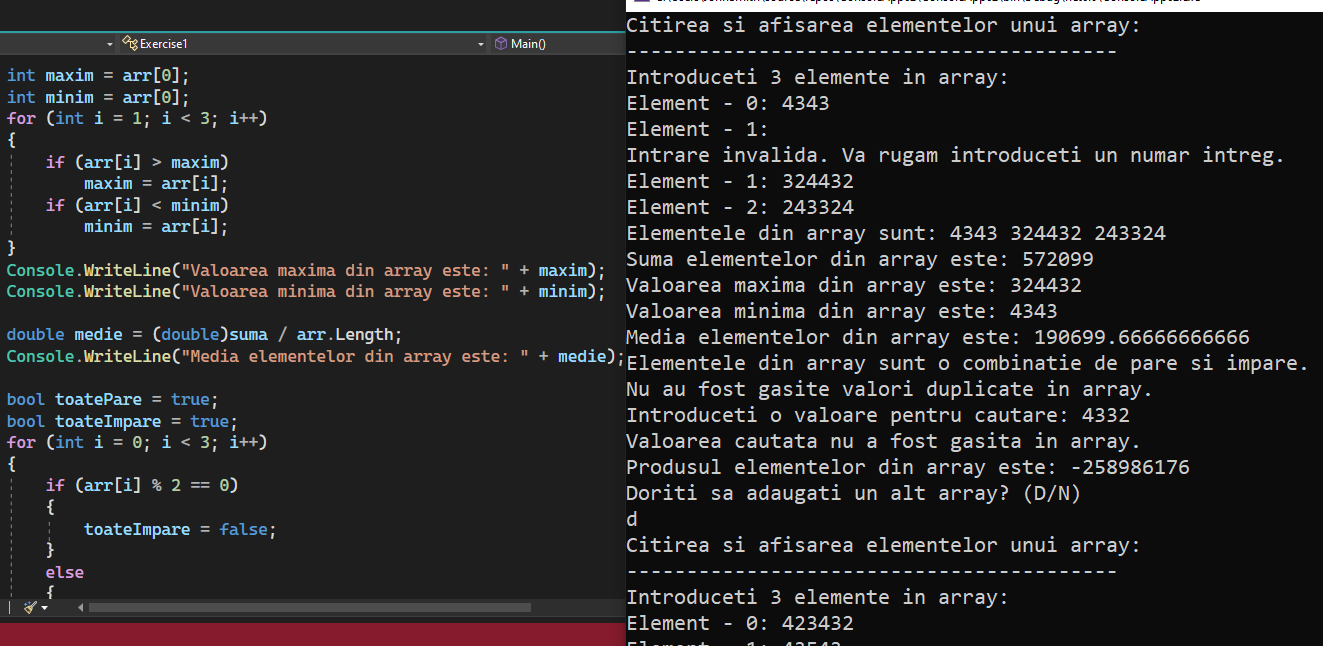 Exercise1
Main()
int maxim = arr[0];
int minim = arr[0];
for (int i = 1; i < 3; i++)
{
if (arr[i] > maxim)
maxim = arr[i];
if (arr[i] < minim)
minim = arr[i];
}
Console.WriteLine("Valoarea maxima din array este: " + maxim);
Console.WriteLine("Valoarea minima din array este: " + minim);
double medie = (double)suma / arr.Length;
Console.WriteLine("Media elementelor din array este: " + medie);
bool toatePare = true;
bool toateImpare = true;
for (int i = 0; i < 3; i++)
{
if (arr[i] % 2 == 0)
{
toateImpare = false;
}
else
{
Citirea si afisarea elementelor unui array:
-----------------------------------------
Introduceti 3 elemente in array:
Element - 0: 4343
Element - 1:
Intrare invalida. Va rugam introduceti un numar intreg.
Element - 1: 324432
Element - 2: 243324
Elementele din array sunt: 4343 324432 243324
Suma elementelor din array este: 572099
Valoarea maxima din array este: 324432
Valoarea minima din array este: 4343
Media elementelor din array este: 190699.66666666666
Elementele din array sunt o combinatie de pare si impare.
Nu au fost gasite valori duplicate in array.
Introduceti o valoare pentru cautare: 4332
Valoarea cautata nu a fost gasita in array.
Produsul elementelor din array este: -258986176
Doriti sa adaugati un alt array? (D/N)
d
Citirea si afisarea elementelor unui array:
-----------------------------------------
Introduceti 3 elemente in array:
Element - 0: 423432